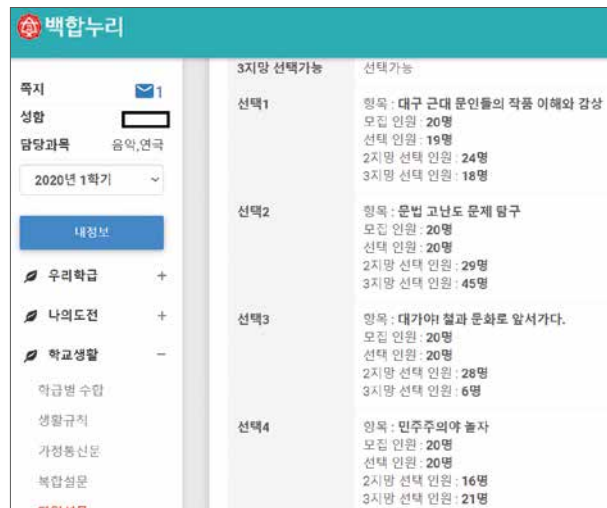 백합누리
쪽지 1
성함
담당과목 음악,연극
2020년 1학기
내정보
우리학급 +
나의도전 +
학교생활 −
학급별 수합
생활규칙
가정통신문
복합설문
3지망 선택가능 선택가능
선택1 항목 : 대구 근대 문인들의 작품 이해와 감상
모집 인원 : 20명
선택 인원 : 19명
2지망 선택 인원 : 24명
3지망 선택 인원 : 18명
선택2 항목 : 문법 고난도 문제 탐구
모집 인원 : 20명
선택 인원 : 20명
2지망 선택 인원 : 29명
3지망 선택 인원 : 45명
선택3 항목 : 대가야! 철과 문화로 앞서가다.
모집 인원 : 20명
선택 인원 : 20명
2지망 선택 인원 : 28명
3지망 선택 인원 : 6명
선택4 항목 : 민주주의야 놀자
모집 인원 : 20명
선택 인원 : 20명
2지망 선택 인원 : 16명
3지망 선택 인원 : 21명